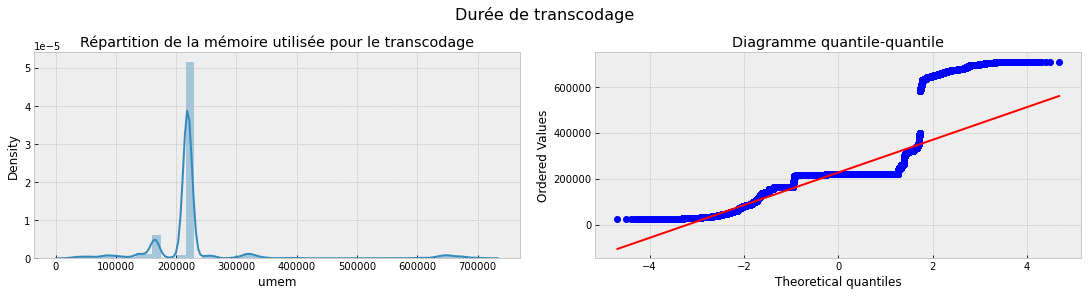 Durée de transcodage
Répartition de la mémoire utilisée pour le transcodage
1e−5
5
4
3
2
1
0
Density
0 100000 200000 300000 400000 500000 600000 700000
umem
Diagramme quantile-quantile
600000
400000
200000
0
Ordered Values
−4 −2 0 2 4
Theoretical quantiles